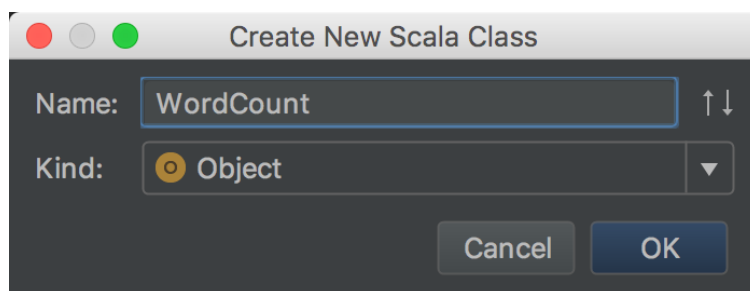 Create New Scala Class
Name: WordCount
Kind: O Object
Cancel OK